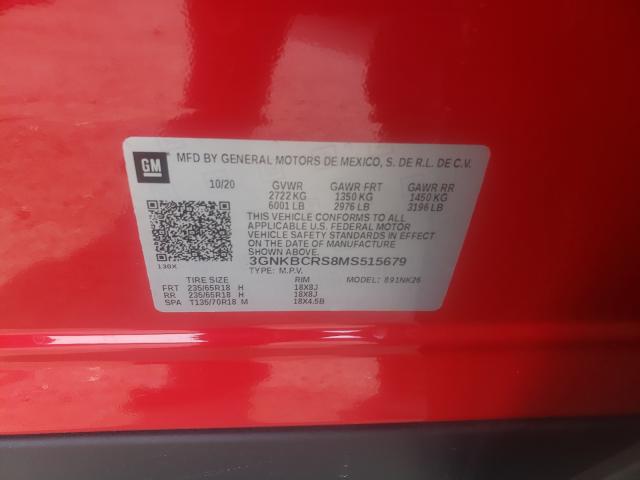 GM
MFD BY GENERAL MOTORS DE MEXICO, S. DE R.L. DE C.V.
10/20 GVWR GAWR FRT GAWR RR
2722 KG 1350 KG 1450 KG
6001 LB 2976 LB 3196 LB
THIS VEHICLE CONFORMS TO ALL
APPLICABLE U.S. FEDERAL MOTOR
VEHICLE SAFETY STANDARDS IN EFFECT
ON THE DATE OF MANUFACTURE
SHOWN ABOVE.
3GNKBCRS8MS515679
130X TYPE: M.P.V.
TIRE SIZE RIM MODEL: 891NK26
FRT 235/65R18 H 18X8J
RR 235/65R18 H 18X8J
SPA T135/70R18 M 18X4.5B